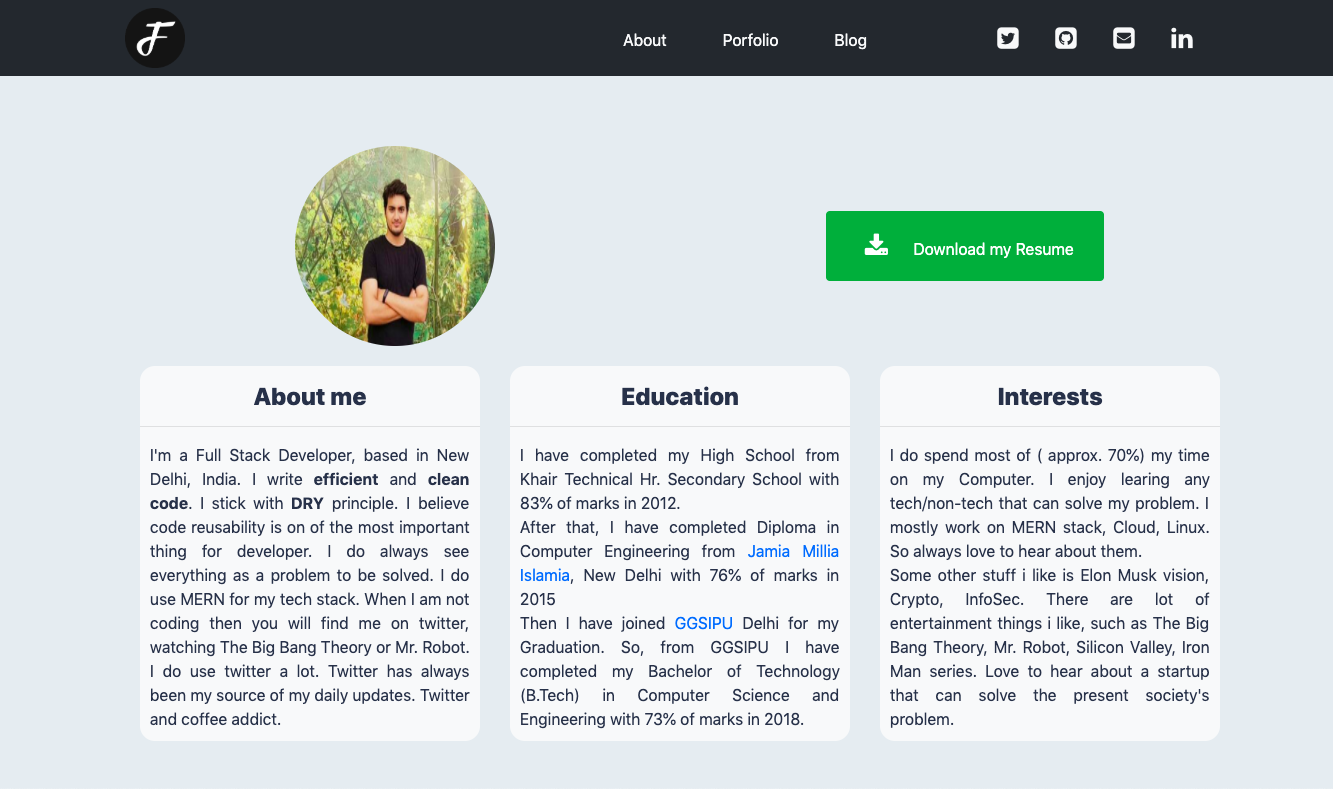 F
About
Porfolio
Blog
in
Download my Resume
About me
I'm a Full Stack Developer, based in New
Delhi, India. I write efficient and clean
code. I stick with DRY principle. I believe
code reusability is on of the most important
thing for developer. I do always see
everything as a problem to be solved. I do
use MERN for my tech stack. When I am not
coding then you will find me on twitter,
watching The Big Bang Theory or Mr. Robot.
I do use twitter a lot. Twitter has always
been my source of my daily updates. Twitter
and coffee addict.
Education
I have completed my High School from
Khair Technical Hr. Secondary School with
83% of marks in 2012.
After that, I have completed Diploma in
Computer Engineering from Jamia Millia
Islamia, New Delhi with 76% of marks in
2015
Then I have joined GGSIPU Delhi for my
Graduation. So, from GGSIPU I have
completed my Bachelor of Technology
(B.Tech) in Computer Science and
Engineering with 73% of marks in 2018.
Interests
I do spend most of ( approx. 70%) my time
on my Computer. I enjoy learing any
tech/non-tech that can solve my problem. I
mostly work on MERN stack, Cloud, Linux.
So always love to hear about them.
Some other stuff i like is Elon Musk vision,
Crypto, InfoSec. There are lot of
entertainment things i like, such as The Big
Bang Theory, Mr. Robot, Silicon Valley, Iron
Man series. Love to hear about a startup
that can solve the present society's
problem.